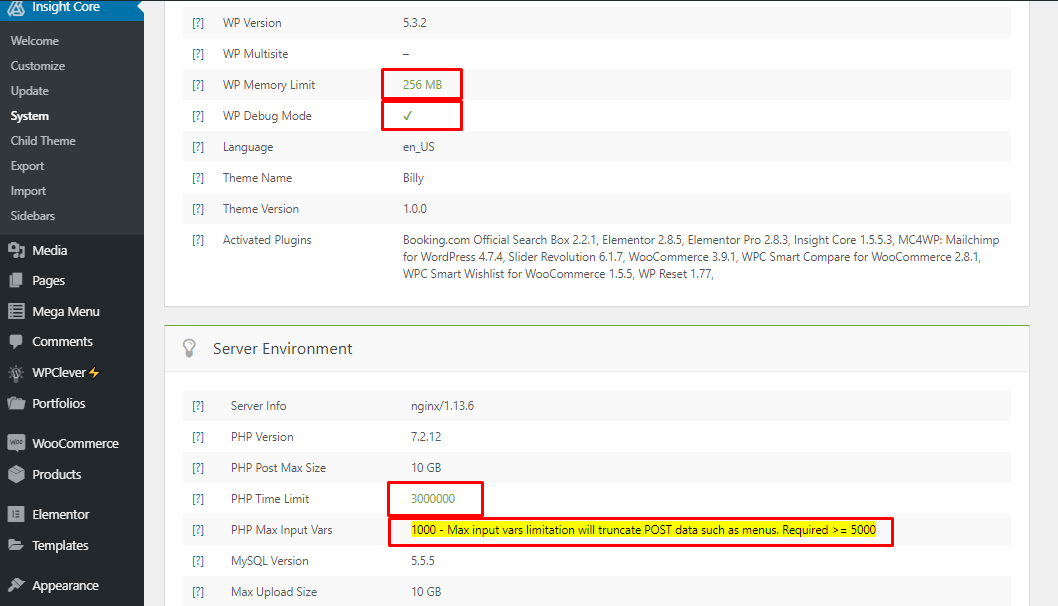 Insight Core
Welcome
Customize
Update
System
Child Theme
Export
Import
Sidebars
Media
Pages
Mega Menu
Comments
WPClever⚡
Portfolios
WooCommerce
Products
Elementor
Templates
Appearance
[?] WP Version 5.3.2
[?] WP Multisite –
[?] WP Memory Limit 256 MB
[?] WP Debug Mode ✓
[?] Language en_US
[?] Theme Name Billy
[?] Theme Version 1.0.0
[?] Activated Plugins Booking.com Official Search Box 2.2.1, Elementor 2.8.5, Elementor Pro 2.8.3, Insight Core 1.5.5.3, MC4WP: Mailchimp
for WordPress 4.7.4, Slider Revolution 6.1.7, WooCommerce 3.9.1, WPC Smart Compare for WooCommerce 2.8.1,
WPC Smart Wishlist for WooCommerce 1.5.5, WP Reset 1.77,
Server Environment
[?] Server Info nginx/1.13.6
[?] PHP Version 7.2.12
[?] PHP Post Max Size 10 GB
[?] PHP Time Limit 3000000
[?] PHP Max Input Vars 1000 - Max input vars limitation will truncate POST data such as menus. Required >= 5000
[?] MySQL Version 5.5.5
[?] Max Upload Size 10 GB